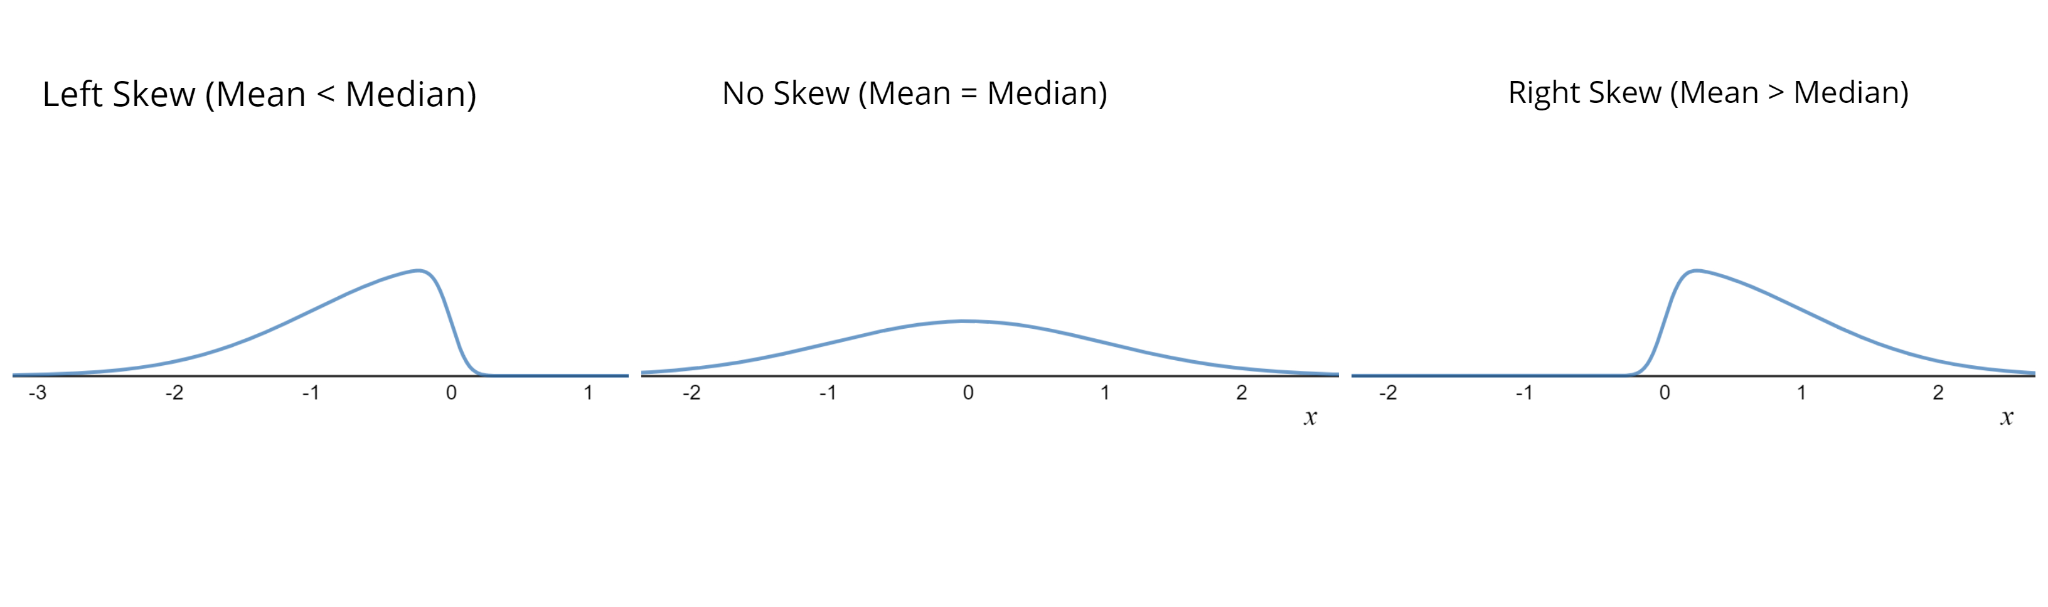 Left Skew (Mean < Median)
No Skew (Mean = Median)
Right Skew (Mean > Median)
-3 -2 -1 0 1
-2 -1 0 1 2
x
-2 -1 0 1 2
x